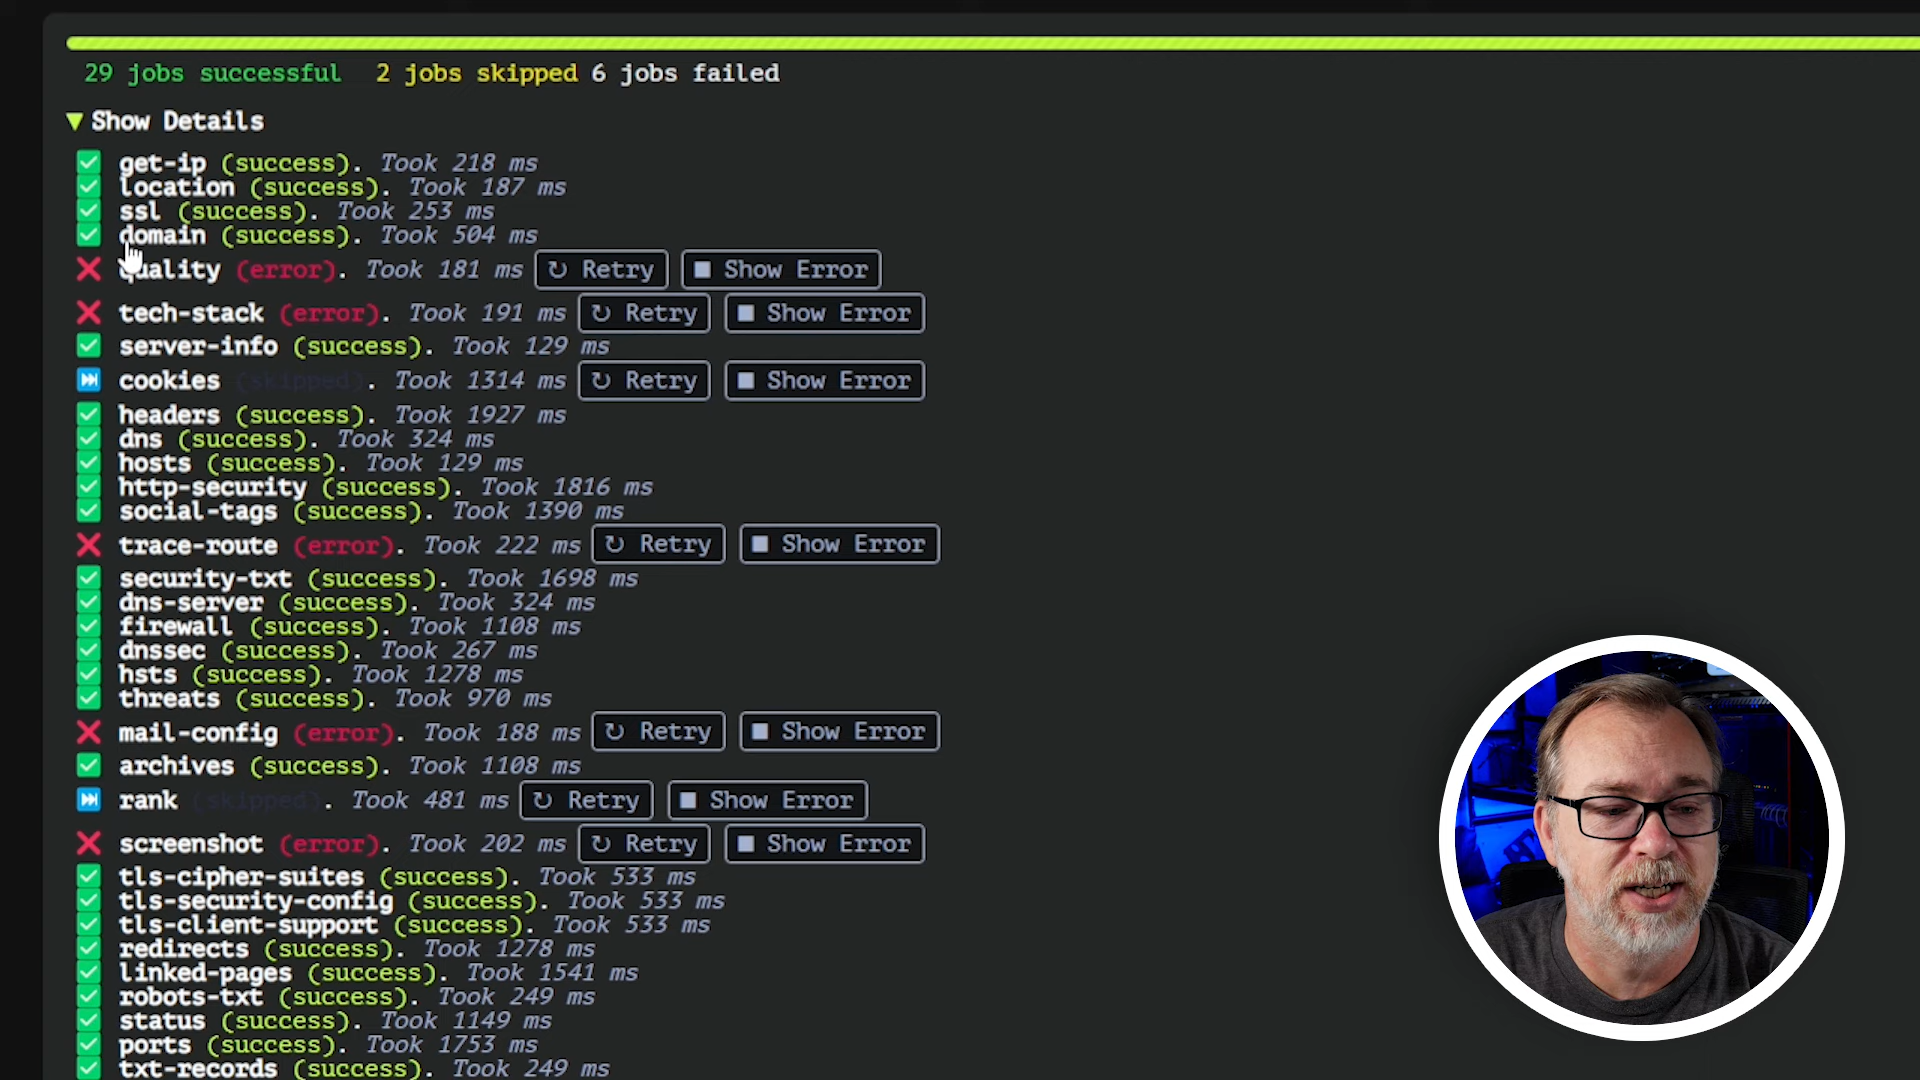 29 jobs successful 2 jobs skipped 6 jobs failed
▼ Show Details
get-ip (success). Took 218 ms
location (success). Took 187 ms
ssl (success). Took 253 ms
domain (success). Took 504 ms
quality (error). Took 181 ms ↻ Retry ■ Show Error
tech-stack (error). Took 191 ms ↻ Retry ■ Show Error
server-info (success). Took 129 ms
cookies (skipped). Took 1314 ms ↻ Retry ■ Show Error
headers (success). Took 1927 ms
dns (success). Took 324 ms
hosts (success). Took 129 ms
http-security (success). Took 1816 ms
social-tags (success). Took 1390 ms
trace-route (error). Took 222 ms ↻ Retry ■ Show Error
security-txt (success). Took 1698 ms
dns-server (success). Took 324 ms
firewall (success). Took 1108 ms
dnssec (success). Took 267 ms
hsts (success). Took 1278 ms
threats (success). Took 970 ms
mail-config (error). Took 188 ms ↻ Retry ■ Show Error
archives (success). Took 1108 ms
rank (skipped). Took 481 ms ↻ Retry ■ Show Error
screenshot (error). Took 202 ms ↻ Retry ■ Show Error
tls-cipher-suites (success). Took 533 ms
tls-security-config (success). Took 533 ms
tls-client-support (success). Took 533 ms
redirects (success). Took 1278 ms
linked-pages (success). Took 1541 ms
robots-txt (success). Took 249 ms
status (success). Took 1149 ms
ports (success). Took 1753 ms
txt-records (success). Took 249 ms